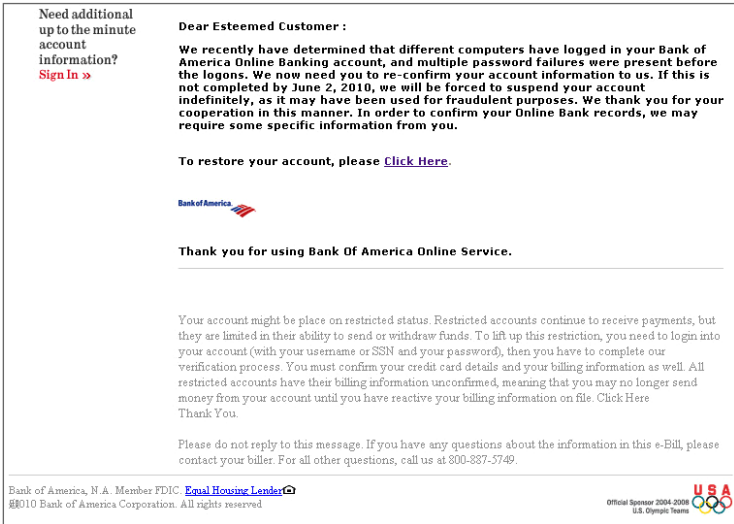 Need additional
up to the minute
account
information?
Sign In »
Dear Esteemed Customer :
We recently have determined that different computers have logged in your Bank of
America Online Banking account, and multiple password failures were present before
the logons. We now need you to re-confirm your account information to us. If this is
not completed by June 2, 2010, we will be forced to suspend your account
indefinitely, as it may have been used for fraudulent purposes. We thank you for your
cooperation in this manner. In order to confirm your Online Bank records, we may
require some specific information from you.
To restore your account, please Click Here.
Bank of America.
Thank you for using Bank Of America Online Service.
Your account might be place on restricted status. Restricted accounts continue to receive payments, but
they are limited in their ability to send or withdraw funds. To lift up this restriction, you need to login into
your account (with your username or SSN and your password), then you have to complete our
verification process. You must confirm your credit card details and your billing information as well. All
restricted accounts have their billing information unconfirmed, meaning that you may no longer send
money from your account until you have reactive your billing information on file. Click Here
Thank You.
Please do not reply to this message. If you have any questions about the information in this e-Bill, please
contact your biller. For all other questions, call us at 800-887-5749.
Bank of America, N.A. Member FDIC. Equal Housing Lender
010 Bank of America Corporation. All rights reserved
USA
Official Sponsor 2004-2008
U.S. Olympic Teams